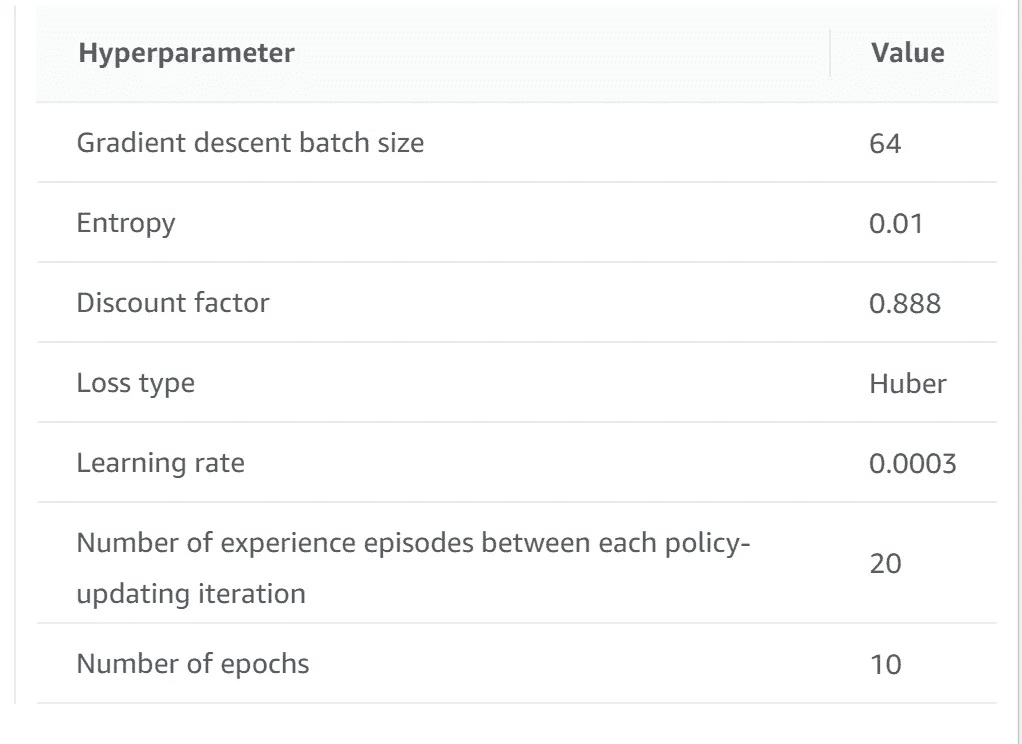 Hyperparameter Value
Gradient descent batch size 64
Entropy 0.01
Discount factor 0.888
Loss type Huber
Learning rate 0.0003
Number of experience episodes between each policy-
updating iteration
20
Number of epochs 10